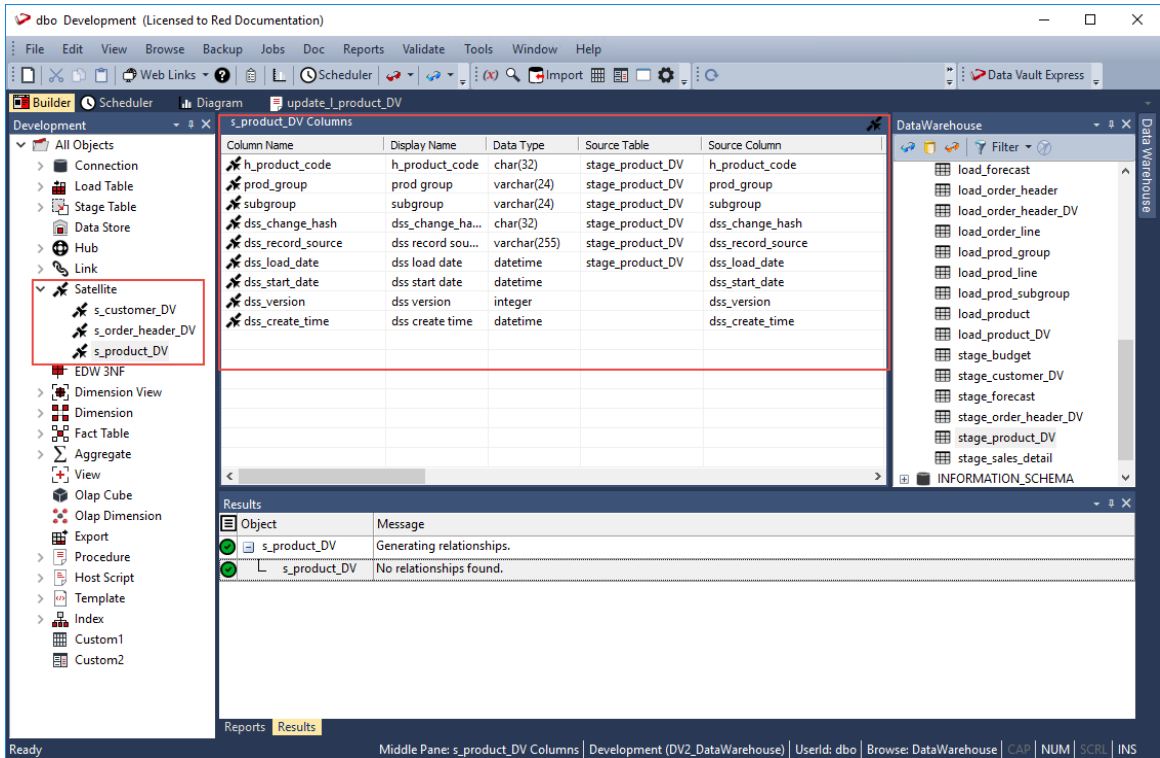 dbo Development (Licensed to Red Documentation)
File Edit View Browse Backup Jobs Doc Reports Validate Tools Window Help
Web Links Scheduler (x) Import Data Vault Express
Builder Scheduler Diagram update_l_product_DV
Development
All Objects
Connection
Load Table
Stage Table
Data Store
Hub
Link
Satellite
s_customer_DV
s_order_header_DV
s_product_DV
EDW 3NF
Dimension View
Dimension
Fact Table
Aggregate
View
Olap Cube
Olap Dimension
Export
Procedure
Host Script
Template
Index
Custom1
Custom2
s_product_DV Columns
Column Name Display Name Data Type Source Table Source Column
h_product_code h_product_code char(32) stage_product_DV h_product_code
prod_group prod group varchar(24) stage_product_DV prod_group
subgroup subgroup varchar(24) stage_product_DV subgroup
dss_change_hash dss_change_ha... char(32) stage_product_DV dss_change_hash
dss_record_source dss record sou... varchar(255) stage_product_DV dss_record_source
dss_load_date dss load date datetime stage_product_DV dss_load_date
dss_start_date dss start date datetime dss_start_date
dss_version dss version integer dss_version
dss_create_time dss create time datetime dss_create_time
Results
Object Message
s_product_DV Generating relationships.
s_product_DV No relationships found.
Reports Results
DataWarehouse
Filter
load_forecast
load_order_header
load_order_header_DV
load_order_line
load_prod_group
load_prod_line
load_prod_subgroup
load_product
load_product_DV
stage_budget
stage_customer_DV
stage_forecast
stage_order_header_DV
stage_product_DV
stage_sales_detail
INFORMATION_SCHEMA
Data Warehouse
Ready Middle Pane: s_product_DV Columns Development (DV2_DataWarehouse) UserId: dbo Browse: DataWarehouse CAP NUM SCRL INS